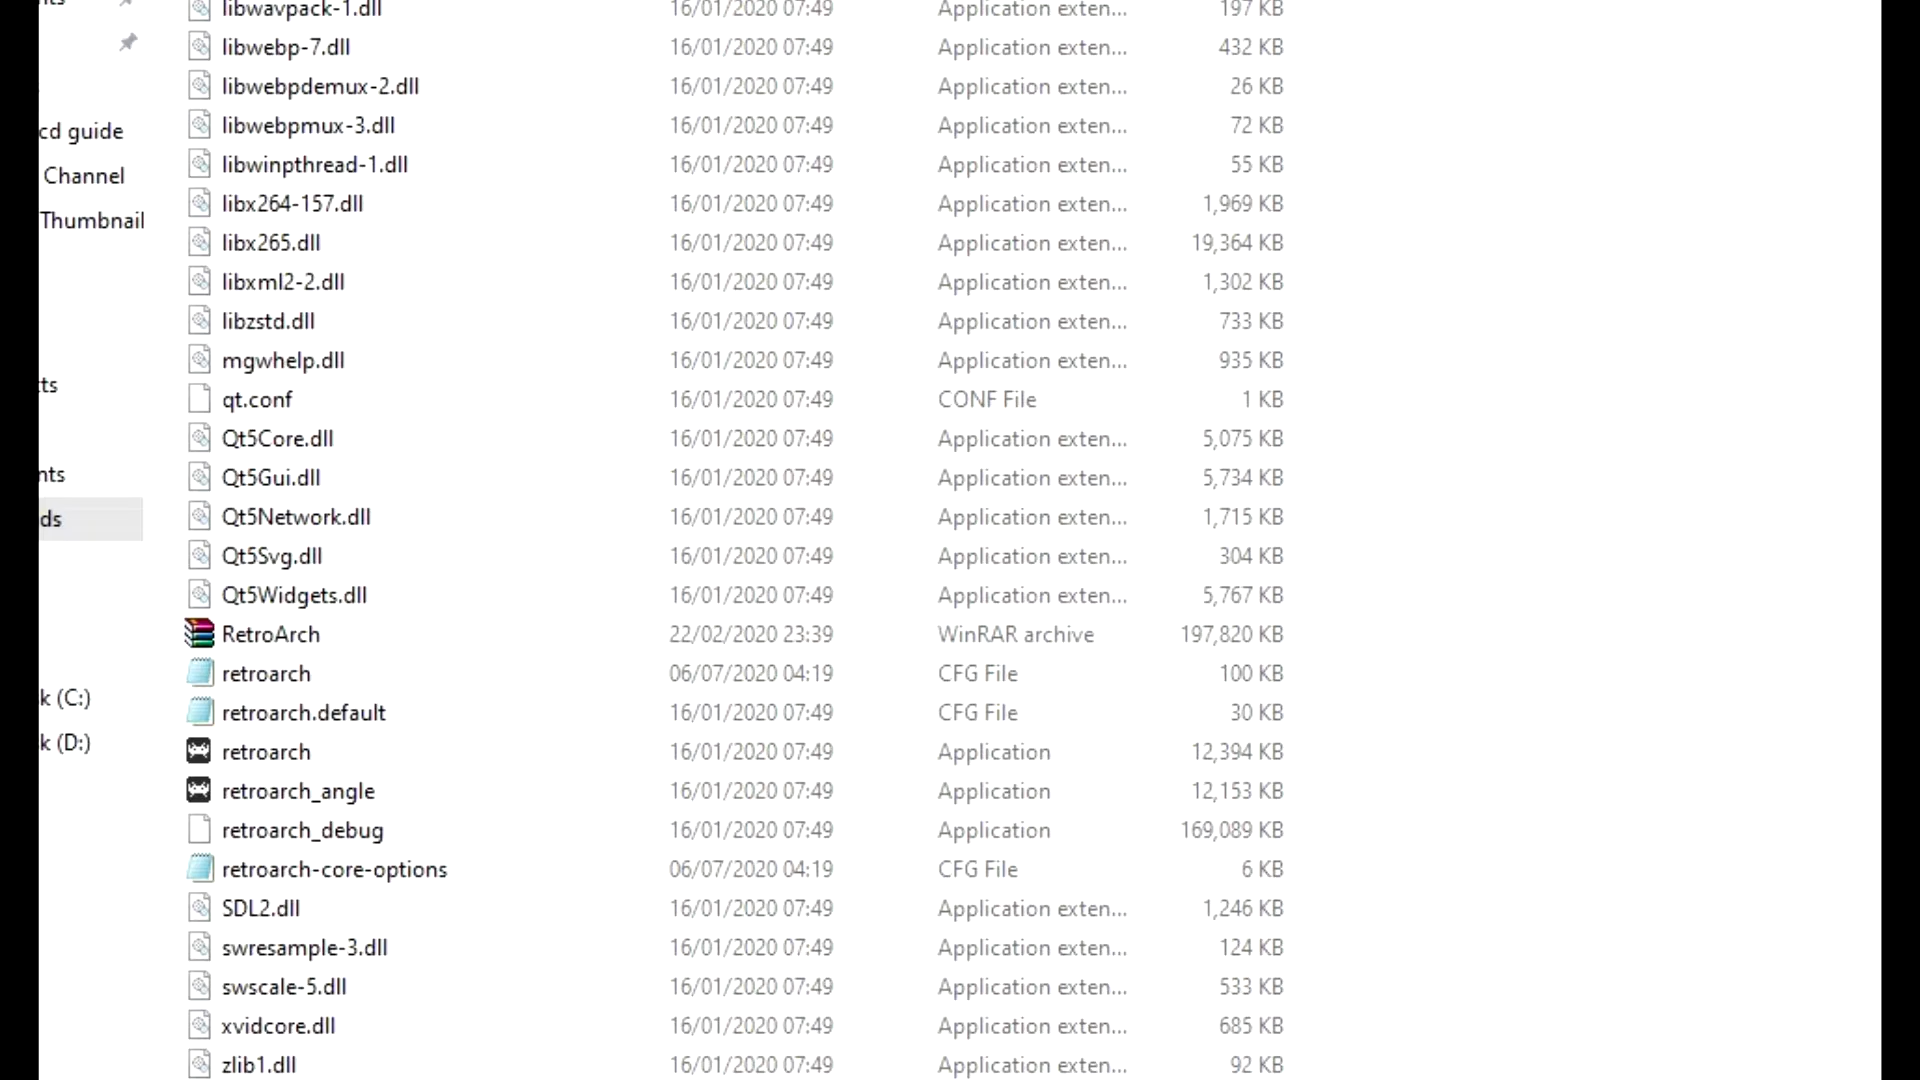 nts
libwavpack-1.dll 16/01/2020 07:49 Application exten... 197 KB
libwebp-7.dll 16/01/2020 07:49 Application exten... 432 KB
libwebpdemux-2.dll 16/01/2020 07:49 Application exten... 26 KB
cd guide
libwebpmux-3.dll 16/01/2020 07:49 Application exten... 72 KB
libwinpthread-1.dll 16/01/2020 07:49 Application exten... 55 KB
Channel
libx264-157.dll 16/01/2020 07:49 Application exten... 1,969 KB
Thumbnail
libx265.dll 16/01/2020 07:49 Application exten... 19,364 KB
libxml2-2.dll 16/01/2020 07:49 Application exten... 1,302 KB
libzstd.dll 16/01/2020 07:49 Application exten... 733 KB
mgwhelp.dll 16/01/2020 07:49 Application exten... 935 KB
ts
qt.conf 16/01/2020 07:49 CONF File 1 KB
Qt5Core.dll 16/01/2020 07:49 Application exten... 5,075 KB
nts
Qt5Gui.dll 16/01/2020 07:49 Application exten... 5,734 KB
ds
Qt5Network.dll 16/01/2020 07:49 Application exten... 1,715 KB
Qt5Svg.dll 16/01/2020 07:49 Application exten... 304 KB
Qt5Widgets.dll 16/01/2020 07:49 Application exten... 5,767 KB
RetroArch 22/02/2020 23:39 WinRAR archive 197,820 KB
retroarch 06/07/2020 04:19 CFG File 100 KB
k (C:)
retroarch.default 16/01/2020 07:49 CFG File 30 KB
k (D:)
retroarch 16/01/2020 07:49 Application 12,394 KB
retroarch_angle 16/01/2020 07:49 Application 12,153 KB
retroarch_debug 16/01/2020 07:49 Application 169,089 KB
retroarch-core-options 06/07/2020 04:19 CFG File 6 KB
SDL2.dll 16/01/2020 07:49 Application exten... 1,246 KB
swresample-3.dll 16/01/2020 07:49 Application exten... 124 KB
swscale-5.dll 16/01/2020 07:49 Application exten... 533 KB
xvidcore.dll 16/01/2020 07:49 Application exten... 685 KB
zlib1.dll 16/01/2020 07:49 Application exten... 92 KB